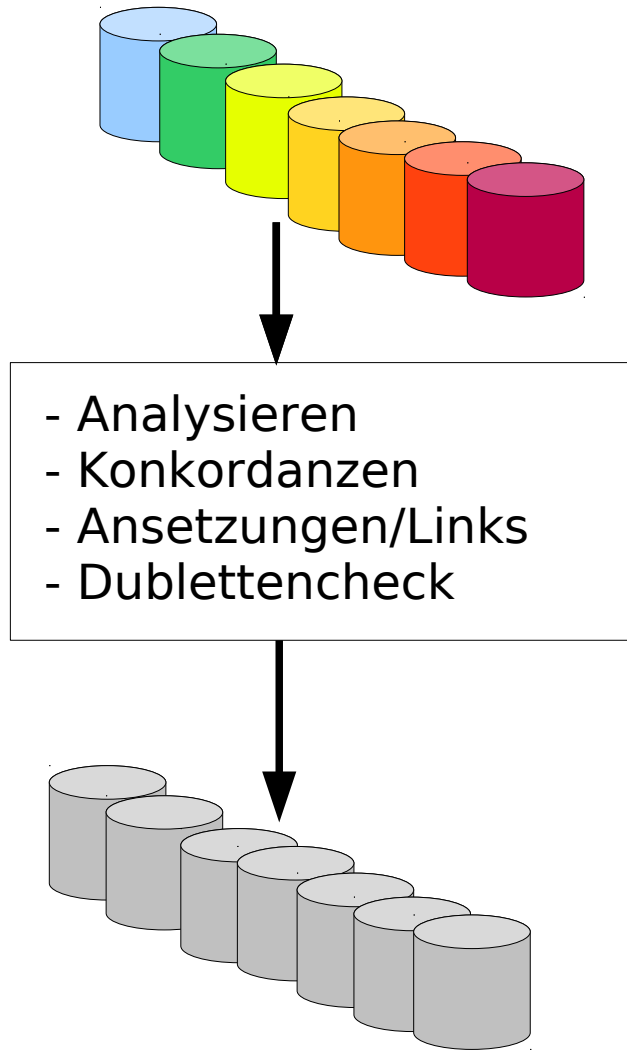 - Analysieren
- Konkordanzen
- Ansetzungen/Links
- Dublettencheck